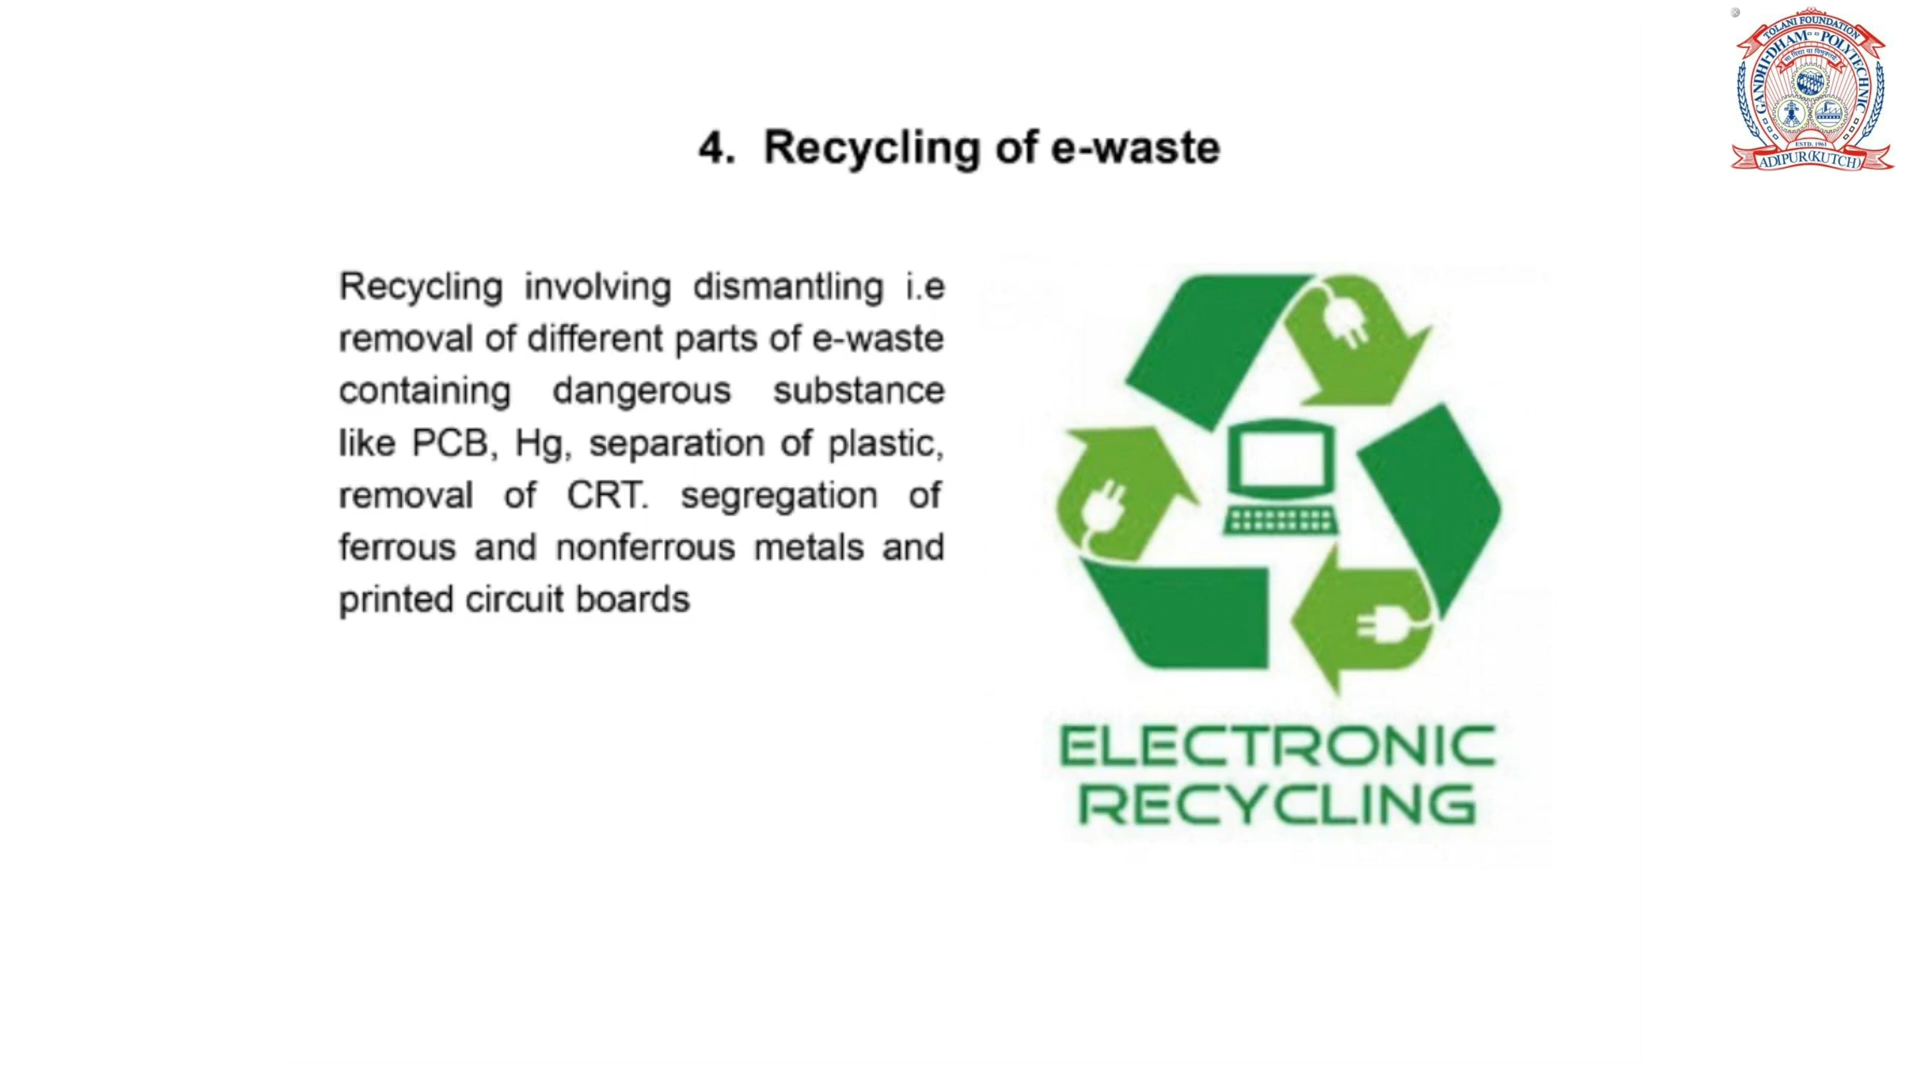 TOLANI FOUNDATION
GANDHIDHAM POLYTECHNIC
ESTD. 1961
ADIPUR(KUTCH)
4. Recycling of e-waste
Recycling involving dismantling i.e
removal of different parts of e-waste
containing dangerous substance
like PCB, Hg, separation of plastic,
removal of CRT. segregation of
ferrous and nonferrous metals and
printed circuit boards
ELECTRONIC
RECYCLING